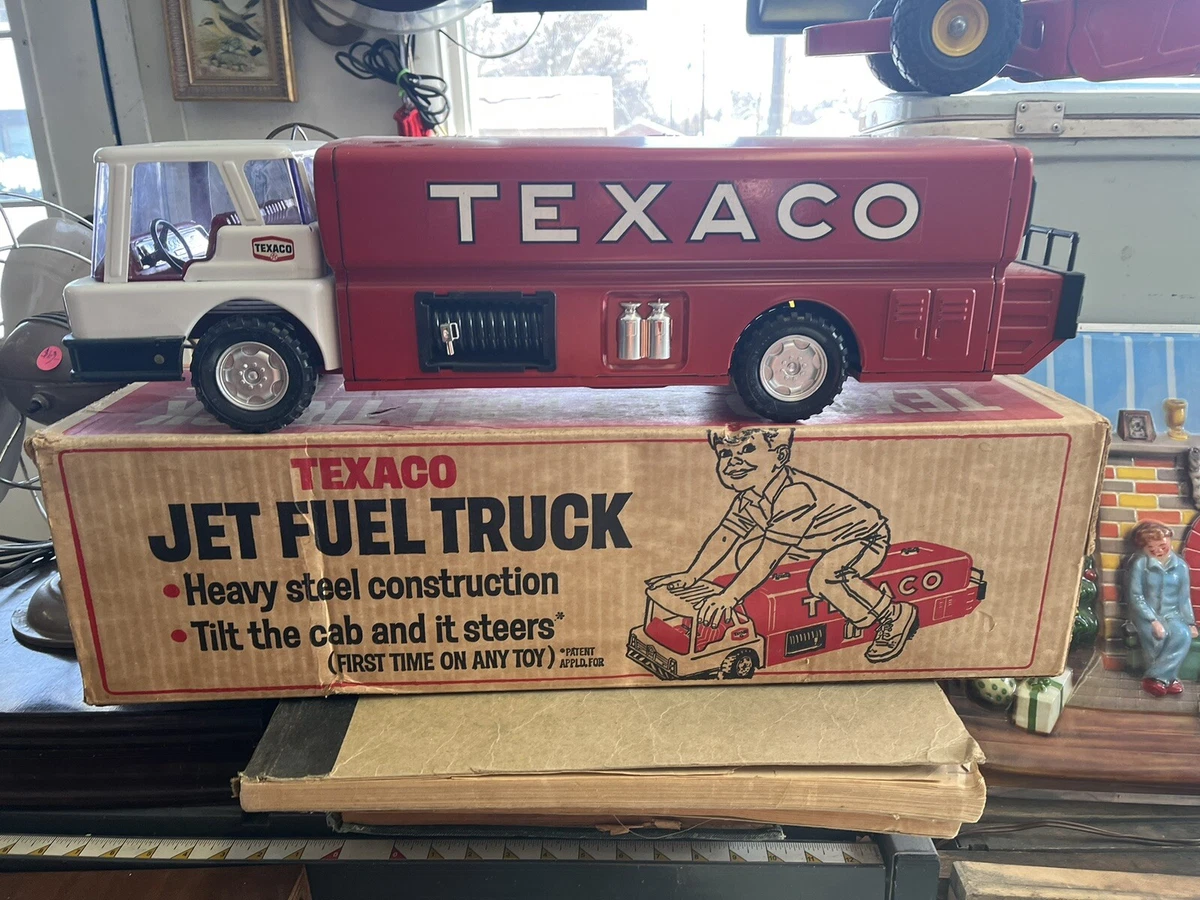 TEXACO
TEXACO
TEXACO
JET FUEL TRUCK
• Heavy steel construction
• Tilt the cab and it steers*
(FIRST TIME ON ANY TOY) *PATENT
APPLD. FOR